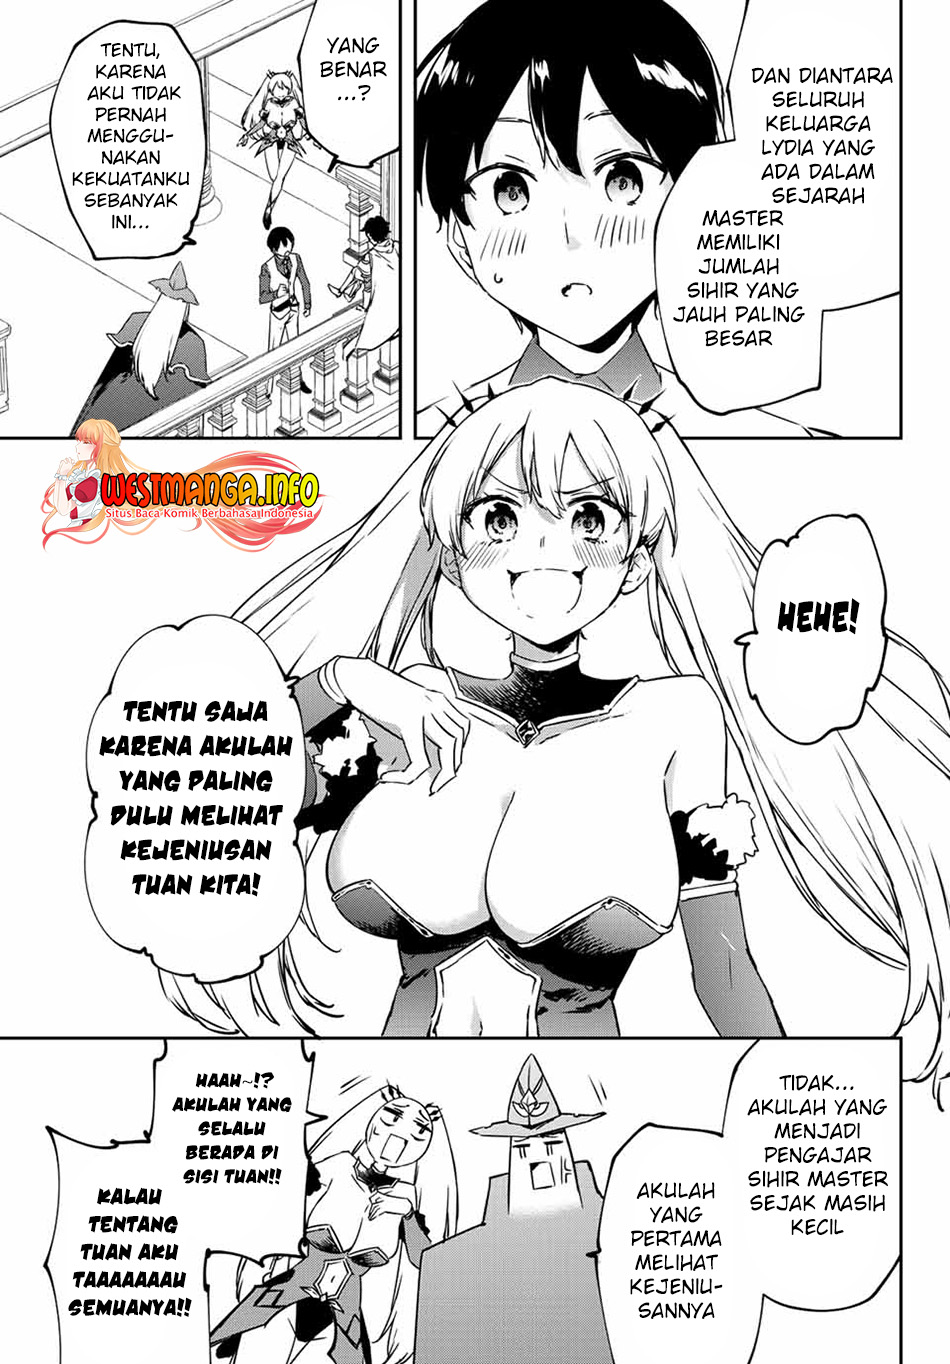 DAN DIANTARA
SELURUH
KELUARGA
LYDIA YANG
ADA DALAM
SEJARAH
MASTER
MEMILIKI
JUMLAH
SIHIR YANG
JAUH PALING
BESAR
YANG
BENAR
...?
TENTU,
KARENA
AKU TIDAK
PERNAH
MENGGU-
NAKAN
KEKUATANKU
SEBANYAK
INI...
WESTMANGA.INFO
Situs Baca Komik Berbahasa Indonesia
HEHE!
TENTU SAJA
KARENA AKULAH
YANG PALING
DULU MELIHAT
KEJENIUSAN
TUAN KITA!
TIDAK...
AKULAH YANG
MENJADI
PENGAJAR
SIHIR MASTER
SEJAK MASIH
KECIL
AKULAH
YANG
PERTAMA
MELIHAT
KEJENIU-
SANNYA
HAAH~!?
AKULAH YANG
SELALU
BERADA DI
SISI TUAN!!
KALAU
TENTANG
TUAN AKU
TAAAAAAAU
SEMUANYA!!